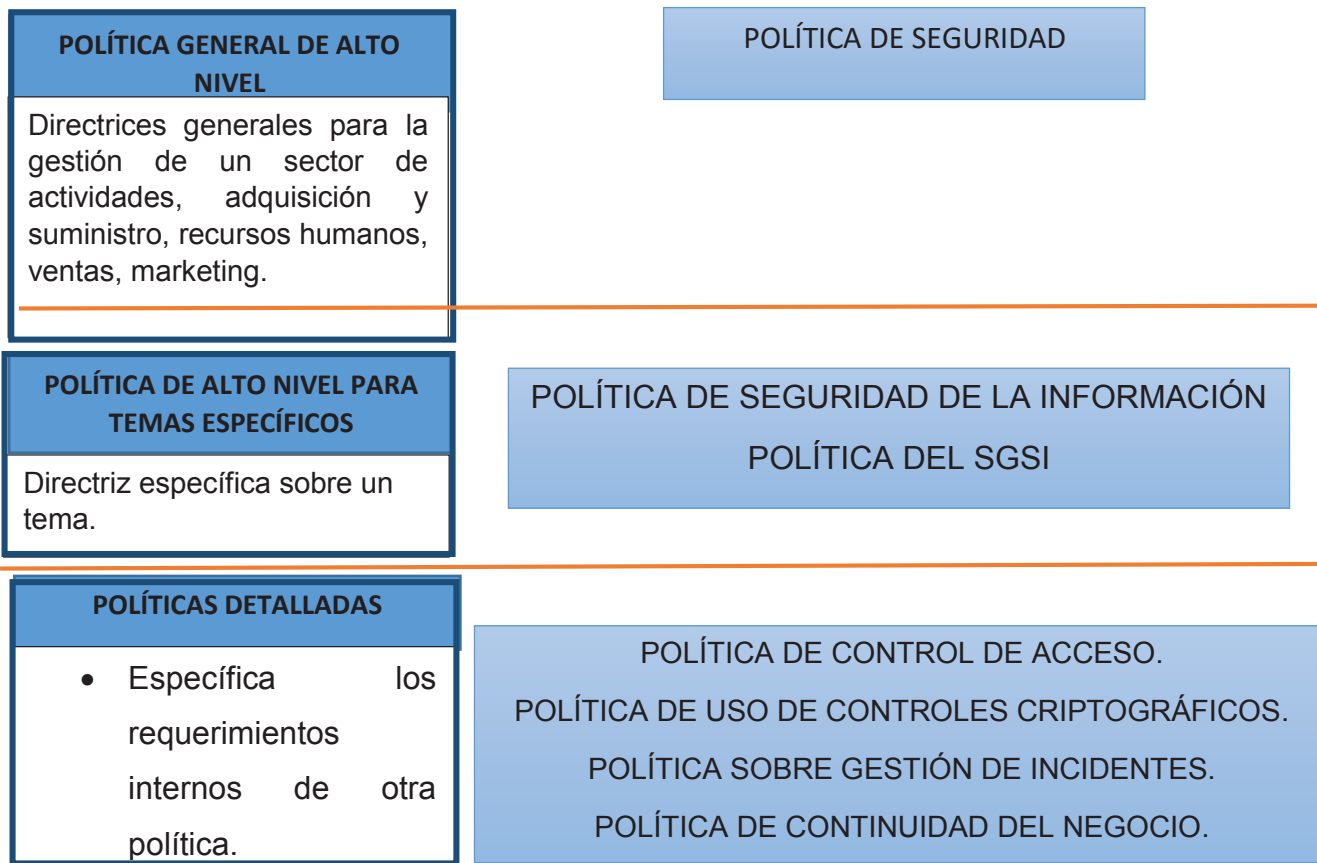 POLÍTICA GENERAL DE ALTO
NIVEL
Directrices generales para la
gestión de un sector de
actividades, adquisición y
suministro, recursos humanos,
ventas, marketing.
POLÍTICA DE SEGURIDAD
POLÍTICA DE ALTO NIVEL PARA
TEMAS ESPECÍFICOS
Directriz específica sobre un
tema.
POLÍTICA DE SEGURIDAD DE LA INFORMACIÓN
POLÍTICA DEL SGSI
POLÍTICAS DETALLADAS
• Específica los
requerimientos
internos de otra
política.
POLÍTICA DE CONTROL DE ACCESO.
POLÍTICA DE USO DE CONTROLES CRIPTOGRÁFICOS.
POLÍTICA SOBRE GESTIÓN DE INCIDENTES.
POLÍTICA DE CONTINUIDAD DEL NEGOCIO.